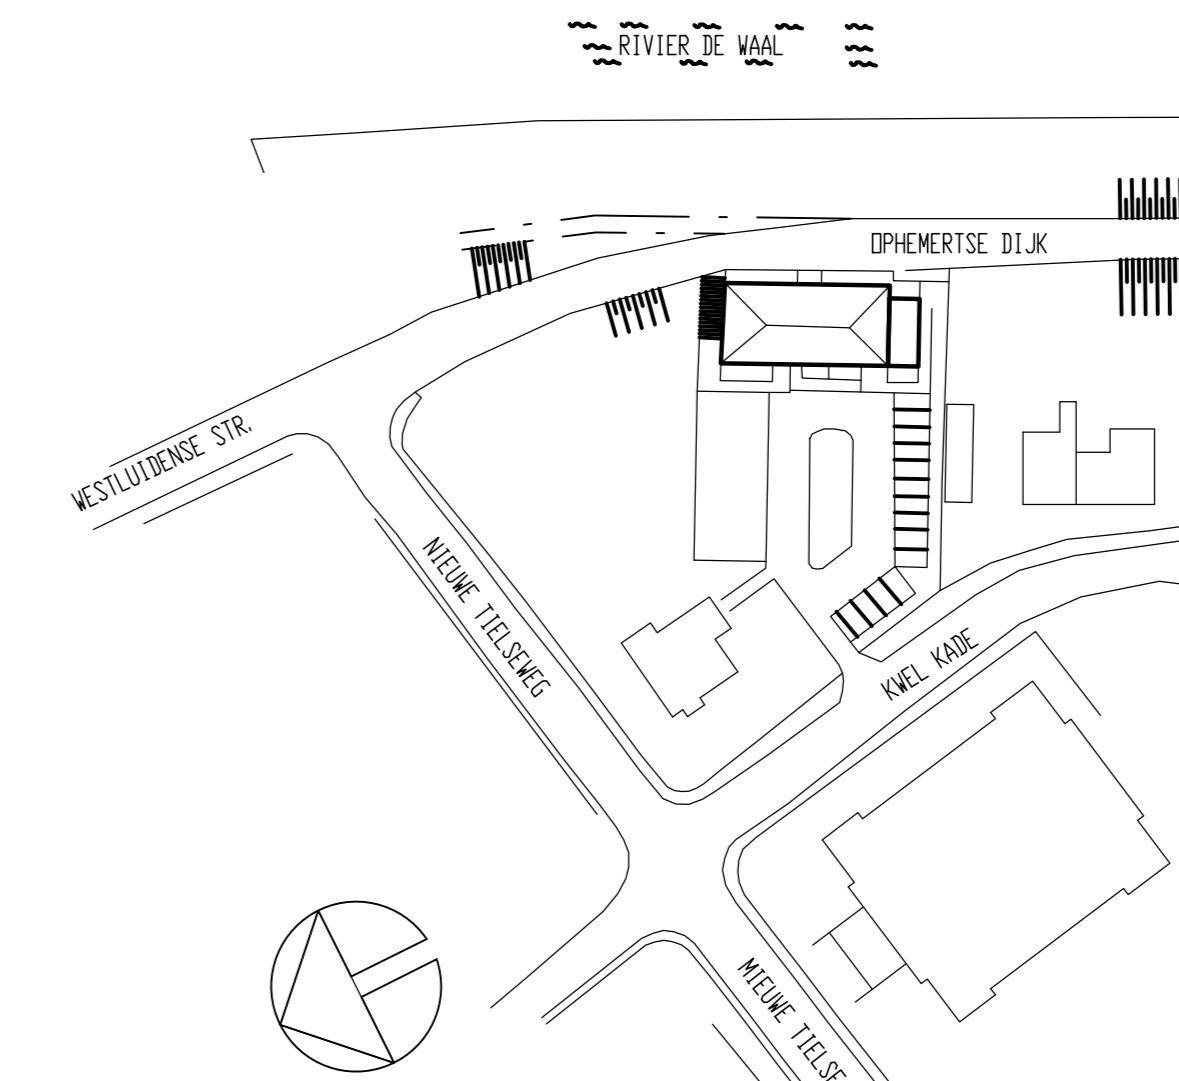 RIVIER DE WAAL
OPHEMERTSE DIJK
WESTLUIDENSE STR.
NIEUWE TIELSEWEG
KWEL KADE
MIEUWE TIELSE